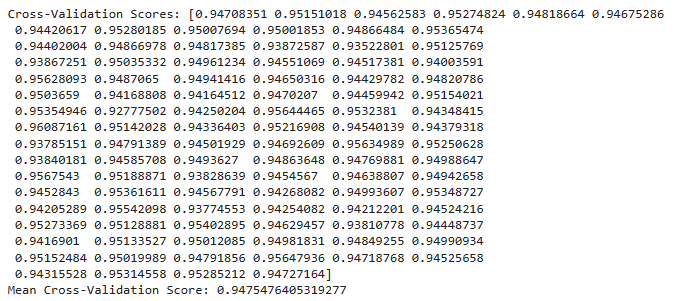 Cross-Validation Scores: [0.94708351 0.95151018 0.94562583 0.95274824 0.94818664 0.94675286
0.94420617 0.95280185 0.95007694 0.95001853 0.94866484 0.95365474
0.94402004 0.94866978 0.94817385 0.93872587 0.93522801 0.95125769
0.93867251 0.95035332 0.94961234 0.94551069 0.94517381 0.94003591
0.95628093 0.9487065  0.94941416 0.94650316 0.94429782 0.94820786
0.9503659  0.94168808 0.94164512 0.9470207  0.94459942 0.95154021
0.95354946 0.92777502 0.94250204 0.95644465 0.9532381  0.94348415
0.96087161 0.95142028 0.94336403 0.95216908 0.94540139 0.94379318
0.93785151 0.94791389 0.94501929 0.94692609 0.95634989 0.95250628
0.93840181 0.94585708 0.9493627  0.94863648 0.94769881 0.94988647
0.9567543  0.95188871 0.93828639 0.9454567  0.94638807 0.94942658
0.9452843  0.95361611 0.94567791 0.94268082 0.94993607 0.95348727
0.94205289 0.95542098 0.93774553 0.94254082 0.94212201 0.94524216
0.95273369 0.95128881 0.95402895 0.94629457 0.93810778 0.94448737
0.9416901  0.95133527 0.95012085 0.94981831 0.94849255 0.94990934
0.95152484 0.95019989 0.94791856 0.95647936 0.94718768 0.94525658
0.94315528 0.95314558 0.95285212 0.94727164]
Mean Cross-Validation Score: 0.9475476405319277